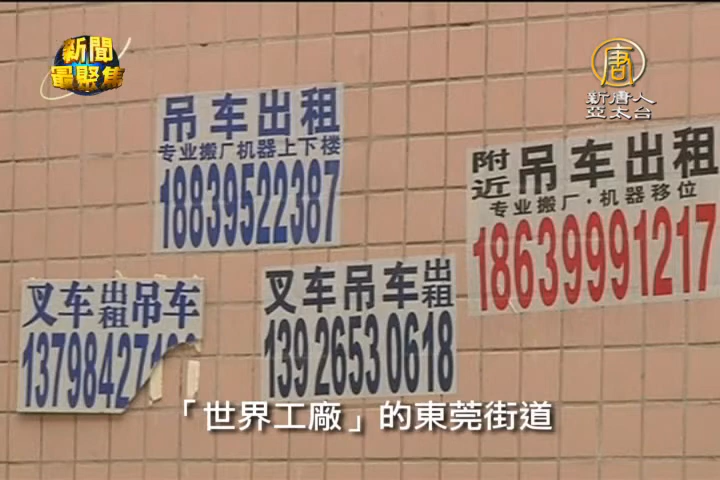 新聞
最聚焦
唐
新唐人
亞太台
吊车出租
专业搬厂机器上下楼
18839522387
附近吊车出租
专业搬厂·机器移位
18639991217
叉车出租吊车
13798427
叉车吊车出租
13926530618
「世界工廠」的東莞街道